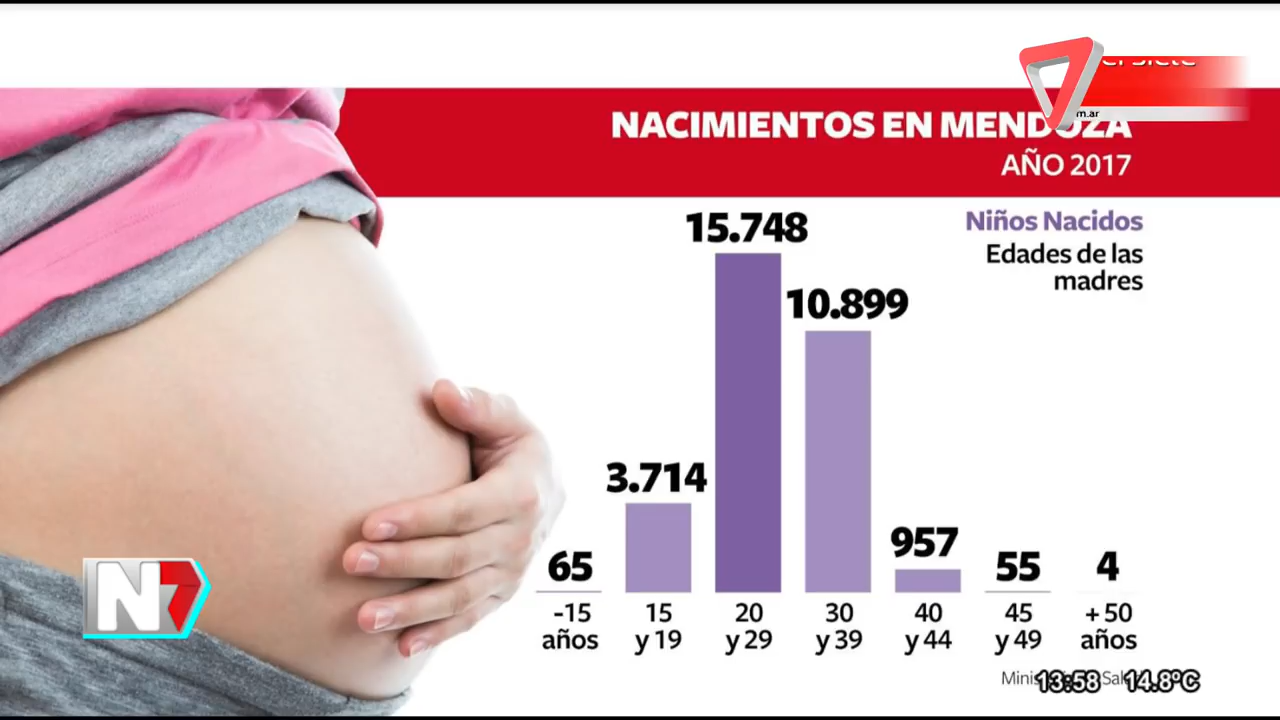 NACIMIENTOS EN MENDOZA
AÑO 2017
Niños Nacidos
Edades de las
madres
15.748
10.899
3.714
957
65
55
4
-15
años
15
y 19
20
y 29
30
y 39
40
y 44
45
y 49
+ 50
años
N7
13:58 14.8ºC